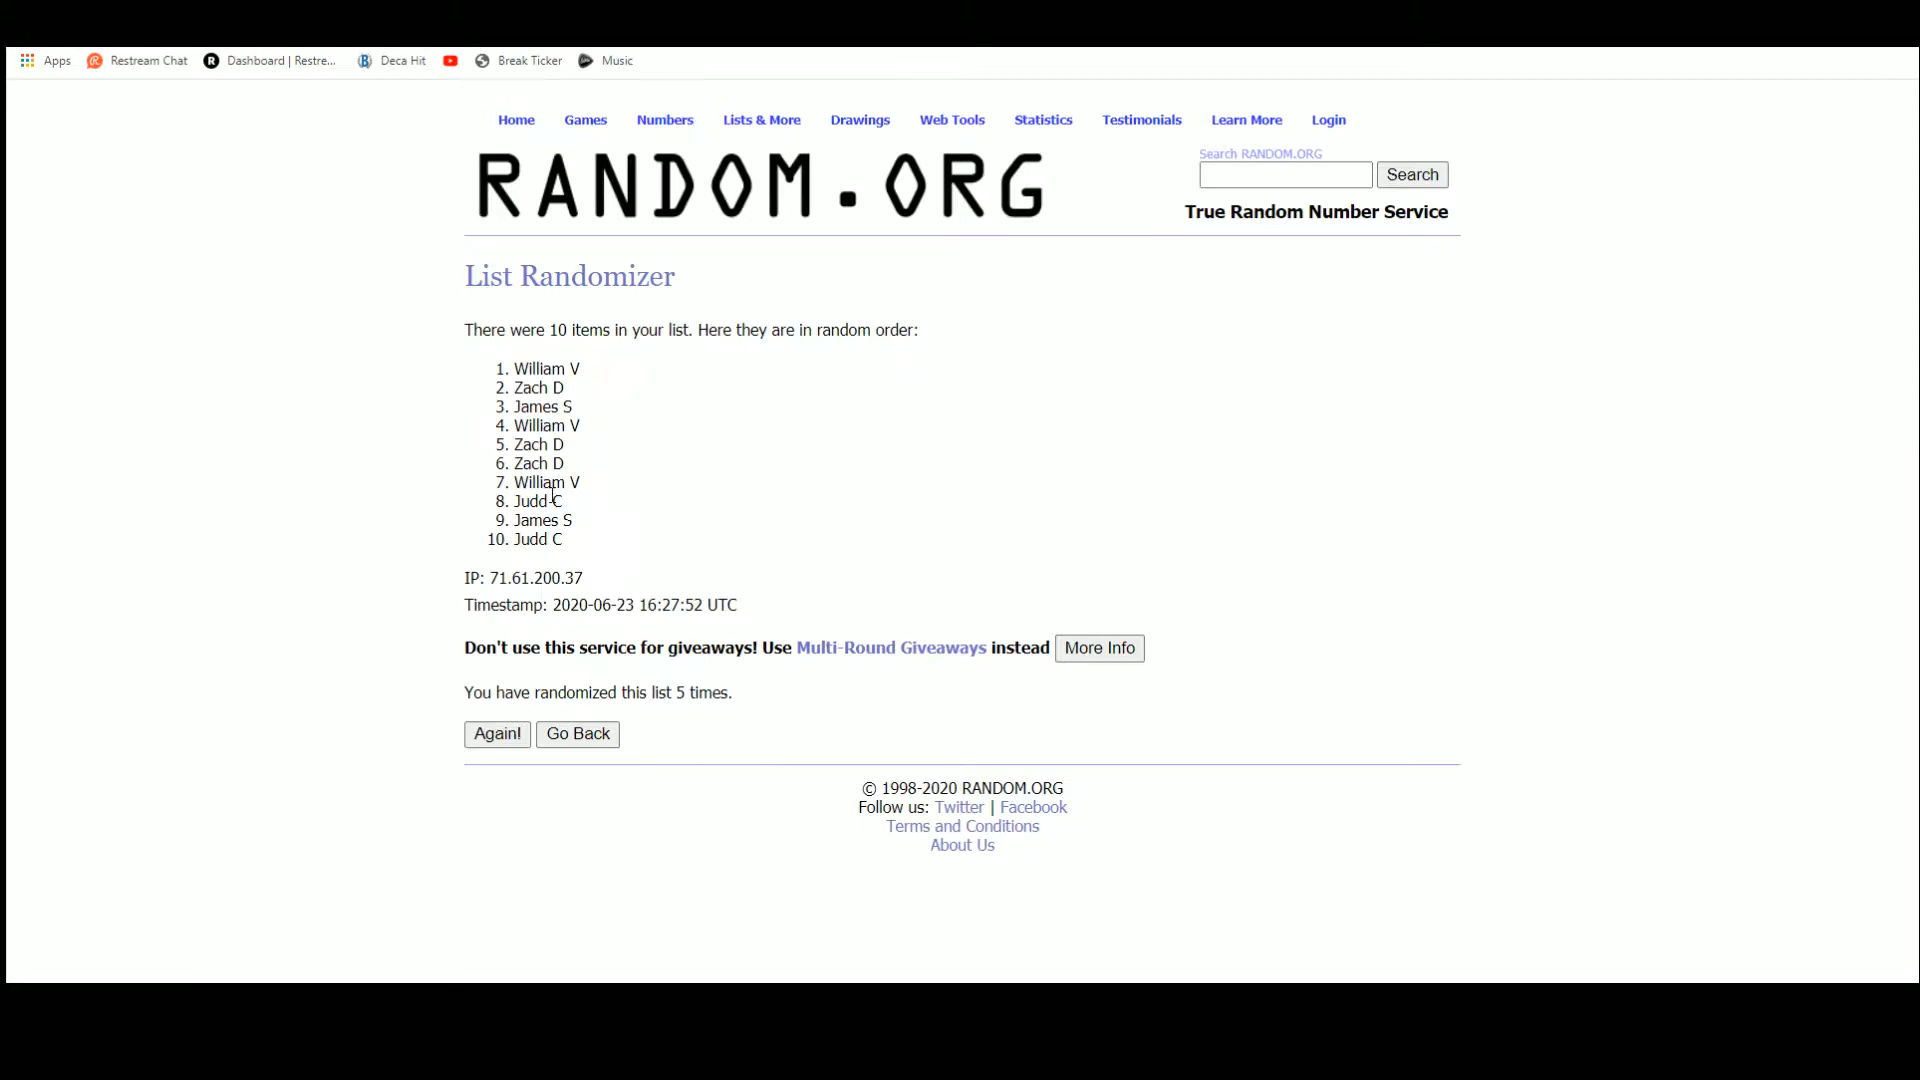 Apps Restream Chat Dashboard | Restre... Deca Hit Break Ticker Music
Home Games Numbers Lists & More Drawings Web Tools Statistics Testimonials Learn More Login
RANDOM.ORG
Search RANDOM.ORG
Search
True Random Number Service
List Randomizer
There were 10 items in your list. Here they are in random order:
1. William V
2. Zach D
3. James S
4. William V
5. Zach D
6. Zach D
7. William V
8. Judd C
9. James S
10. Judd C
IP: 71.61.200.37
Timestamp: 2020-06-23 16:27:52 UTC
Don't use this service for giveaways! Use Multi-Round Giveaways instead More Info
You have randomized this list 5 times.
Again! Go Back
© 1998-2020 RANDOM.ORG
Follow us: Twitter | Facebook
Terms and Conditions
About Us